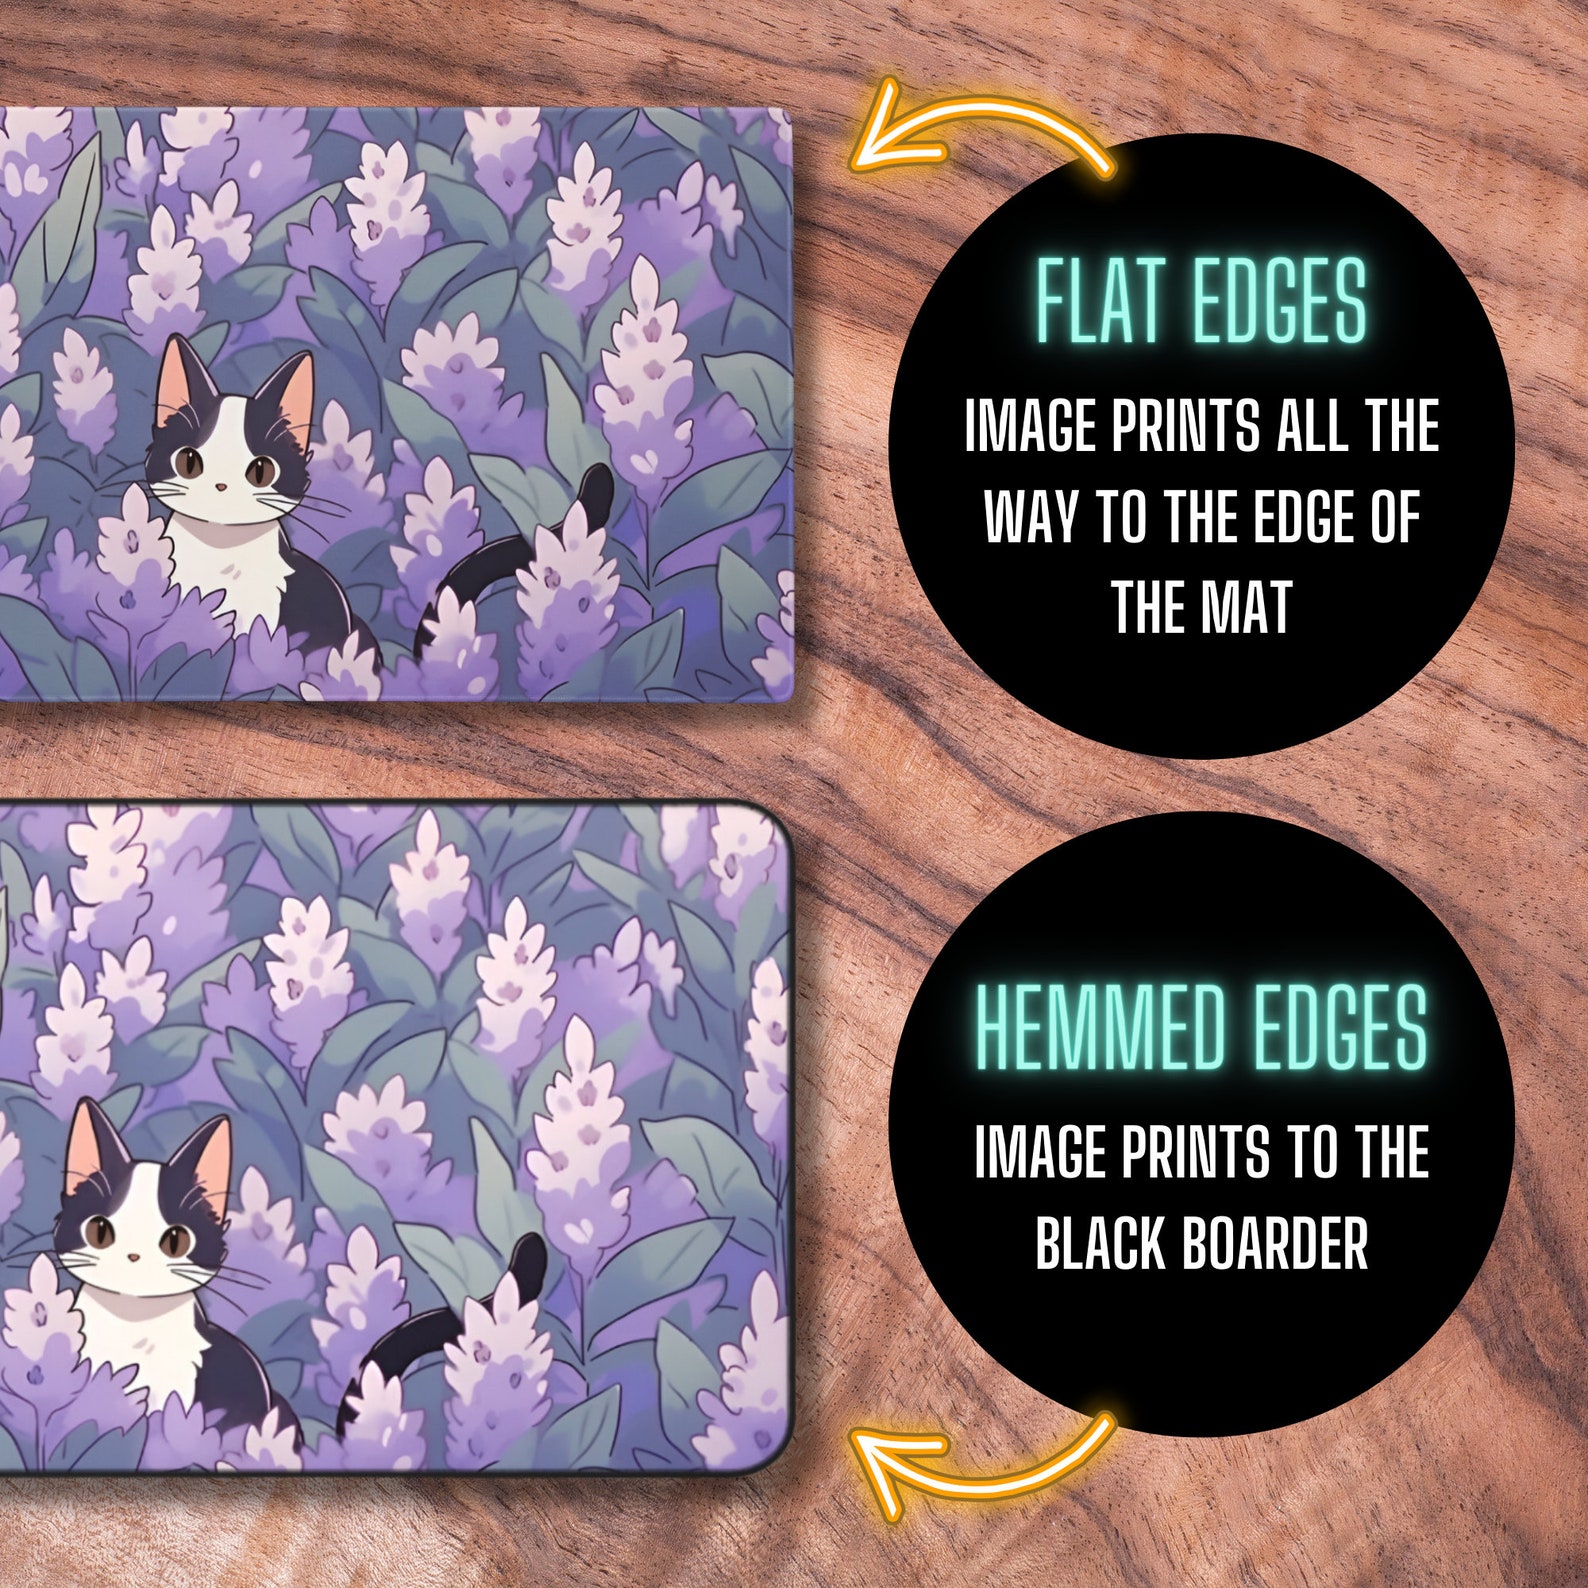 FLAT EDGES
IMAGE PRINTS ALL THE
WAY TO THE EDGE OF
THE MAT
HEMMED EDGES
IMAGE PRINTS TO THE
BLACK BOARDER